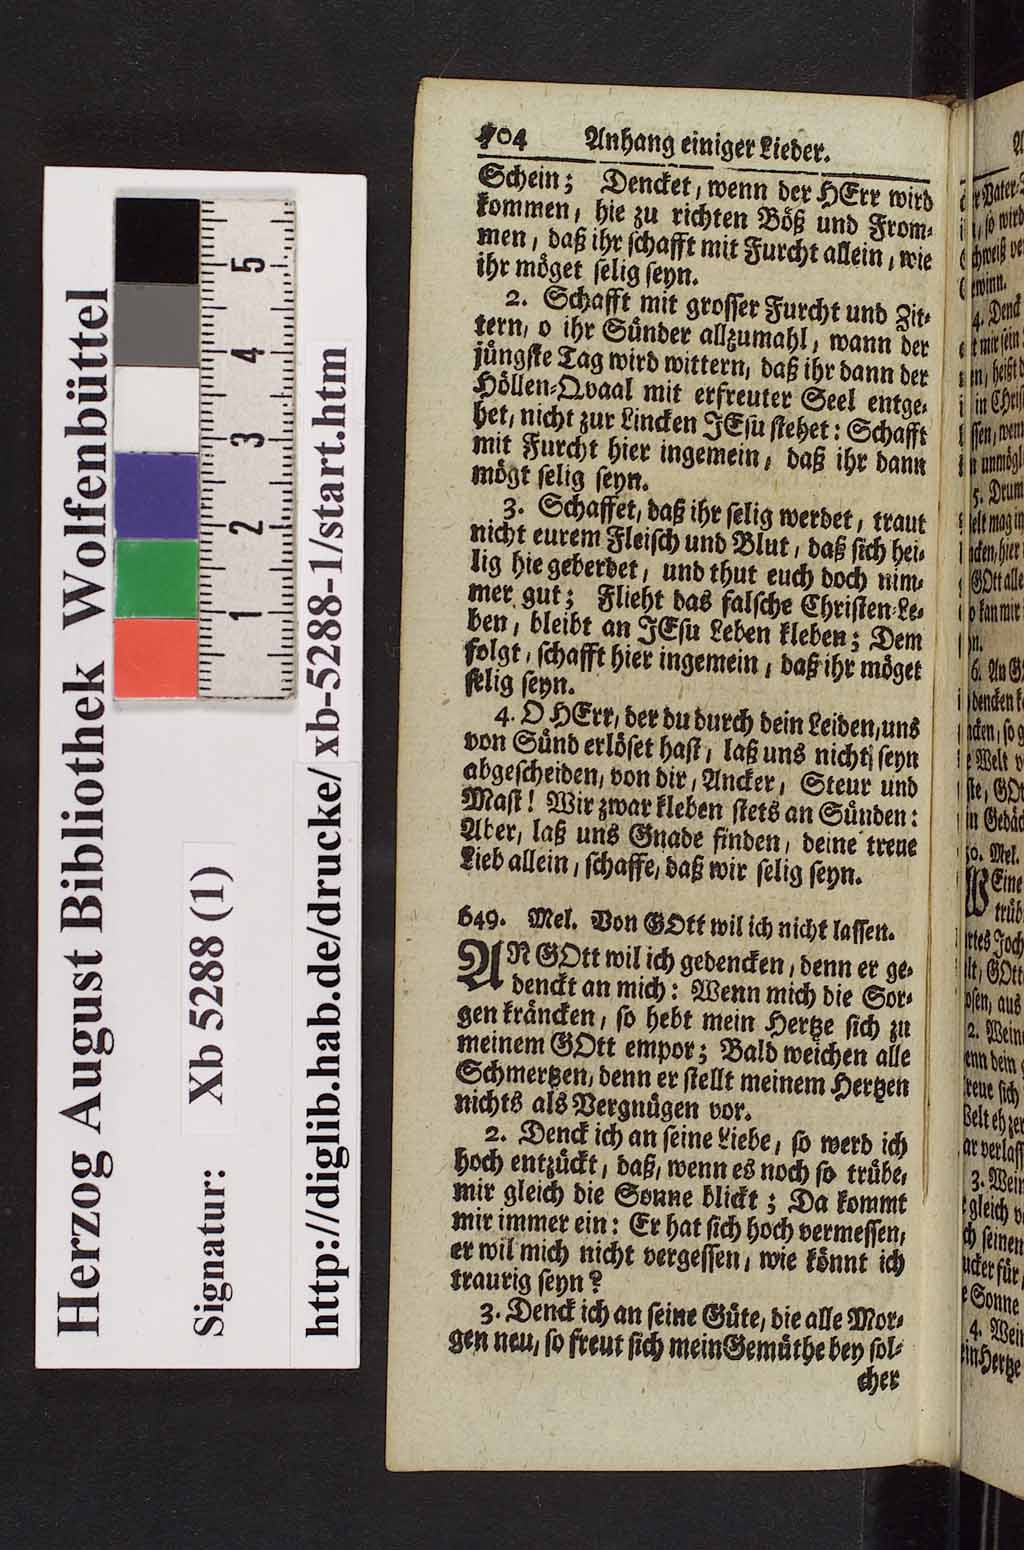 Herzog August Bibliothek Wolfenbüttel
Signatur: Xb 5288 (1)
http://diglib.hab.de/drucke/ xb-5288-1/start.htm
5
4
3
2
1
704 Anhang einiger Lieder.
Schein; Dencket, wenn der HErr wird
kommen, hie zu richten Böß und From-
men, daß ihr schafft mit Furcht allein, wie
ihr möget selig seyn.
2. Schafft mit grosser Furcht und Zit-
tern, o ihr Sünder allzumahl, wann der
jüngste Tag wird wittern, daß ihr dann der
Höllen-Qvaal mit erfreuter Seel entge-
het, nicht zur Lincken JEsu stehet: Schafft
mit Furcht hier ingemein, daß ihr dann
mögt selig seyn.
3. Schaffet, daß ihr selig werdet, traut
nicht eurem Fleisch und Blut, daß sich hei-
lig hie geberdet, und thut euch doch nim-
mer gut; Flieht das falsche Christen-Le-
ben, bleibt an JEsu Leben kleben; Dem
folgt, schafft hier ingemein, daß ihr möget
selig seyn.
4. O HErr, der du durch dein Leiden, uns
von Sünd erlöset hast, laß uns nicht seyn
abgescheiden, von dir, Ancker, Steur und
Mast! Wir zwar kleben stets an Sünden:
Aber, laß uns Gnade finden, deine treue
Lieb allein, schaffe, daß wir selig seyn.
649. Mel. Von GOtt wil ich nicht lassen.
AN GOtt wil ich gedencken, denn er ge-
denckt an mich: Wenn mich die Sor-
gen kräncken, so hebt mein Hertze sich zu
meinem GOtt empor; Bald weichen alle
Schmertzen, denn er stellt meinem Hertzen
nichts als Vergnügen vor.
2. Denck ich an seine Liebe, so werd ich
hoch entzückt, daß, wenn es noch so trübe,
mir gleich die Sonne blickt; Da kommt
mir immer ein: Er hat sich hoch vermessen,
er wil mich nicht vergessen, wie könnt ich
traurig seyn?
3. Denck ich an seine Güte, die alle Mor-
gen neu, so freut sich mein Gemüthe bey sol-
cher